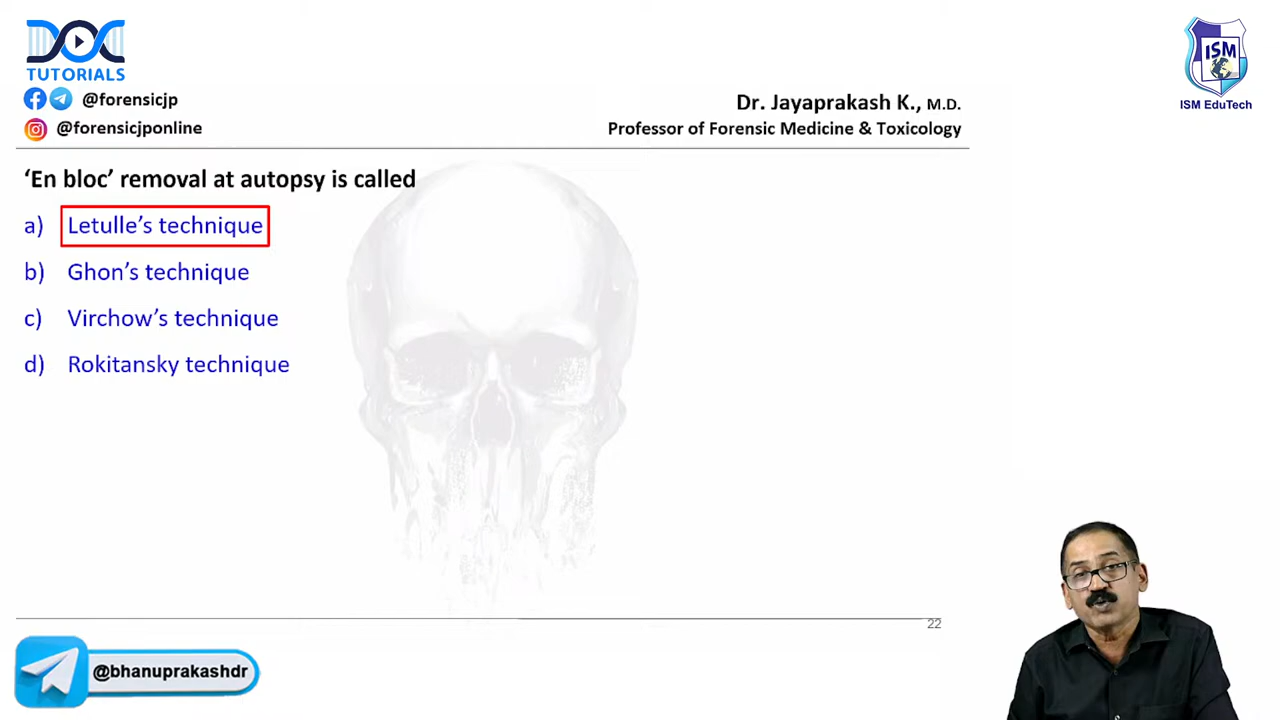 DOC
TUTORIALS
@forensicjp
@forensicjponline
Dr. Jayaprakash K., M.D.
Professor of Forensic Medicine & Toxicology
ISM
ISM EduTech
‘En bloc’ removal at autopsy is called
a) Letulle’s technique
b) Ghon’s technique
c) Virchow’s technique
d) Rokitansky technique
22
@bhanuprakashdr